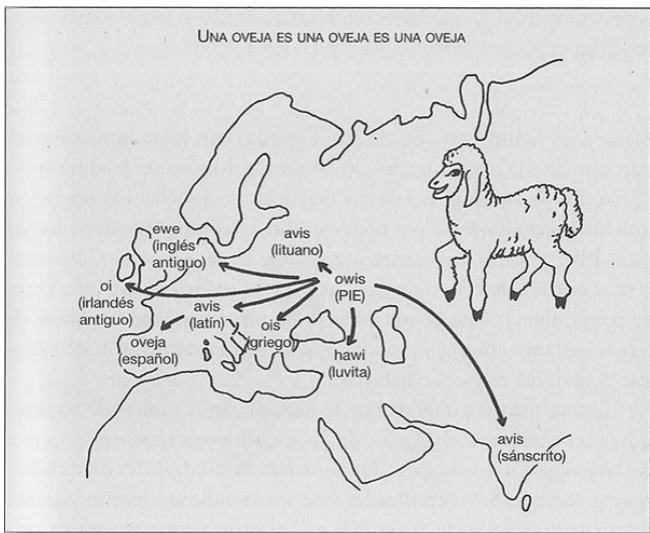 UNA OVEJA ES UNA OVEJA ES UNA OVEJA
ewe
(inglés
antiguo)
avis
(lituano)
oi
(irlandés
antiguo)
avis
(latín)
owis
(PIE)
oveja
(español)
ois
(griego)
hawi
(luvita)
avis
(sánscrito)